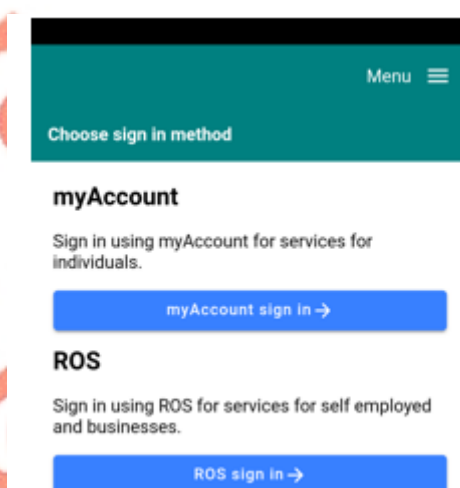 Menu
Choose sign in method
myAccount
Sign in using myAccount for services for
individuals.
myAccount sign in →
ROS
Sign in using ROS for services for self employed
and businesses.
ROS sign in →